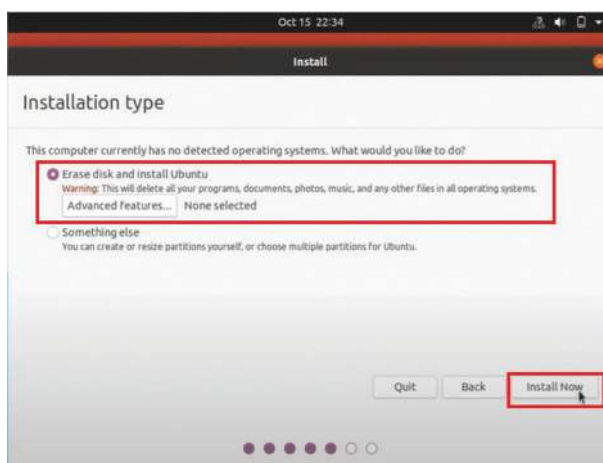 Oct 15 22:34
Install
Installation type
This computer currently has no detected operating systems. What would you like to do?
Erase disk and install Ubuntu
Warning: This will delete all your programs, documents, photos, music, and any other files in all operating systems.
Advanced features... None selected
Something else
You can create or resize partitions yourself, or choose multiple partitions for Ubuntu.
Quit Back Install Now